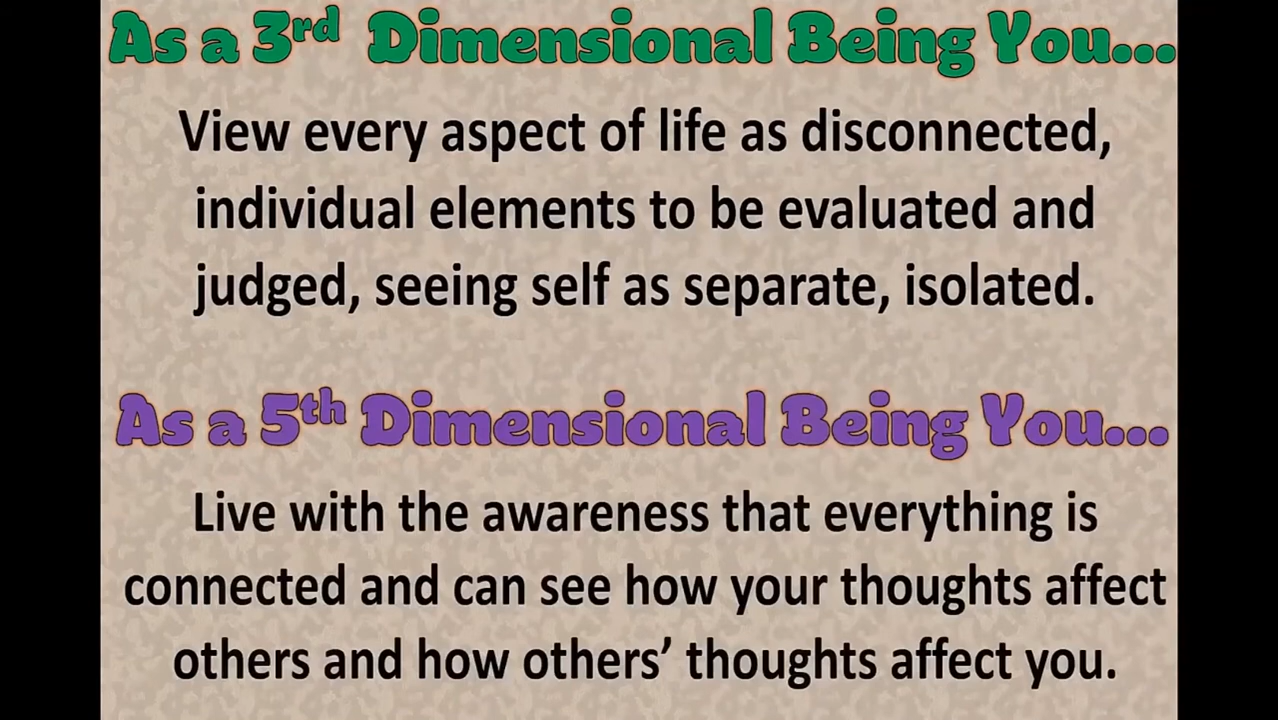 As a 3rd Dimensional Being You...
View every aspect of life as disconnected,
individual elements to be evaluated and
judged, seeing self as separate, isolated.
As a 5th Dimensional Being You...
Live with the awareness that everything is
connected and can see how your thoughts affect
others and how others’ thoughts affect you.